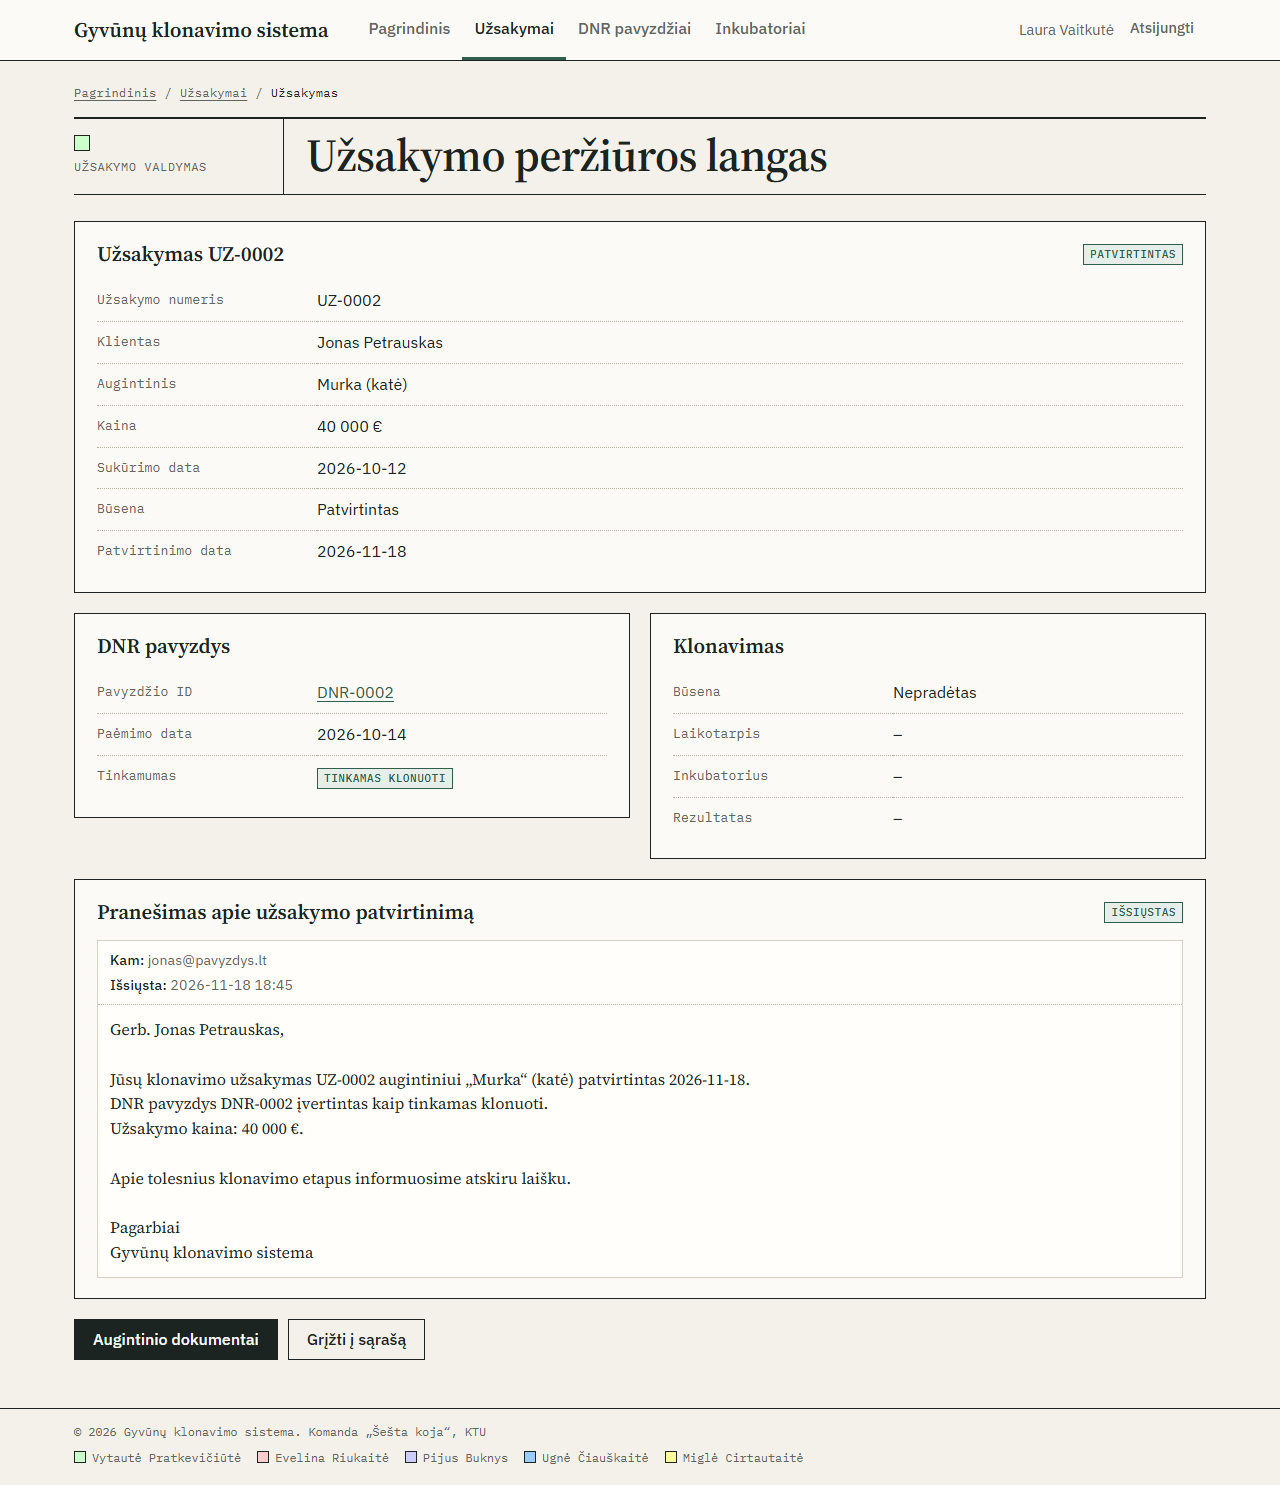 Gyvūnų klonavimo sistema Pagrindinis Užsakymai DNR pavyzdžiai Inkubatoriai Laura Vaitkutė Atsijungti
Pagrindinis / Užsakymai / Užsakymas
UŽSAKYMO VALDYMAS
Užsakymo peržiūros langas
Užsakymas UZ-0002 PATVIRTINTAS
Užsakymo numeris UZ-0002
Klientas Jonas Petrauskas
Augintinis Murka (katė)
Kaina 40 000 €
Sukūrimo data 2026-10-12
Būsena Patvirtintas
Patvirtinimo data 2026-11-18
DNR pavyzdys
Pavyzdžio ID DNR-0002
Paėmimo data 2026-10-14
Tinkamumas TINKAMAS KLONUOTI
Klonavimas
Būsena Nepradėtas
Laikotarpis –
Inkubatorius –
Rezultatas –
Pranešimas apie užsakymo patvirtinimą IŠSIŲSTAS
Kam: jonas@pavyzdys.lt
Išsiųsta: 2026-11-18 18:45
Gerb. Jonas Petrauskas,
Jūsų klonavimo užsakymas UZ-0002 augintiniui „Murka“ (katė) patvirtintas 2026-11-18.
DNR pavyzdys DNR-0002 įvertintas kaip tinkamas klonuoti.
Užsakymo kaina: 40 000 €.
Apie tolesnius klonavimo etapus informuosime atskiru laišku.
Pagarbiai
Gyvūnų klonavimo sistema
Augintinio dokumentai Grįžti į sąrašą
© 2026 Gyvūnų klonavimo sistema. Komanda „Šešta koja“, KTU
Vytautė Pratkevičiūtė Evelina Riukaitė Pijus Buknys Ugnė Čiauškaitė Miglė Cirtautaitė